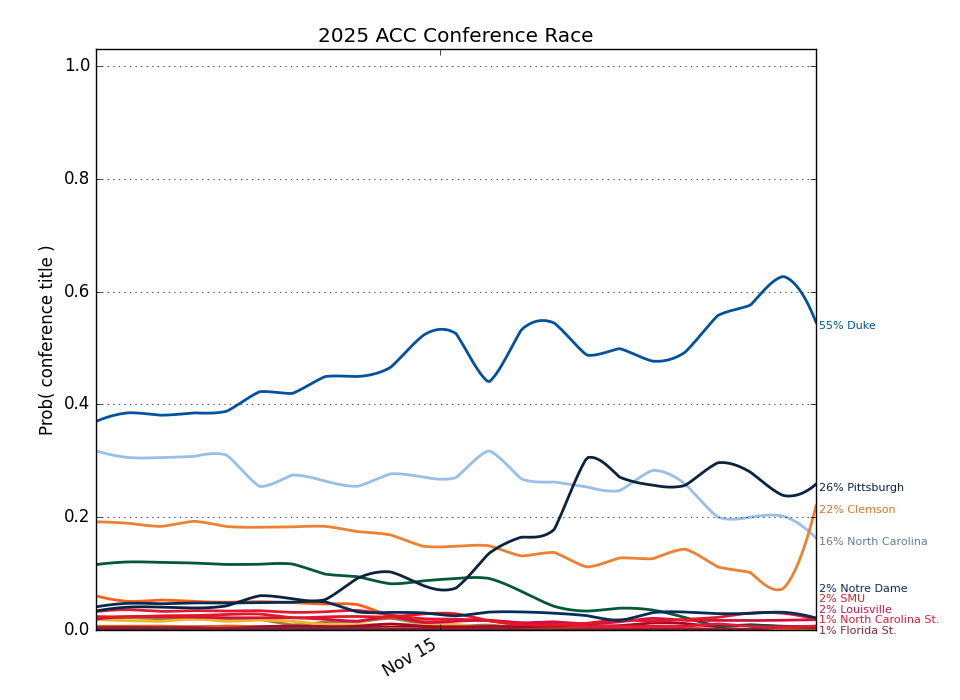 2025 ACC Conference Race
Prob( conference title )
1.0
0.8
0.6
0.4
0.2
0.0
Nov 15
55% Duke
26% Pittsburgh
22% Clemson
16% North Carolina
2% Notre Dame
2% SMU
2% Louisville
1% North Carolina St.
1% Florida St.